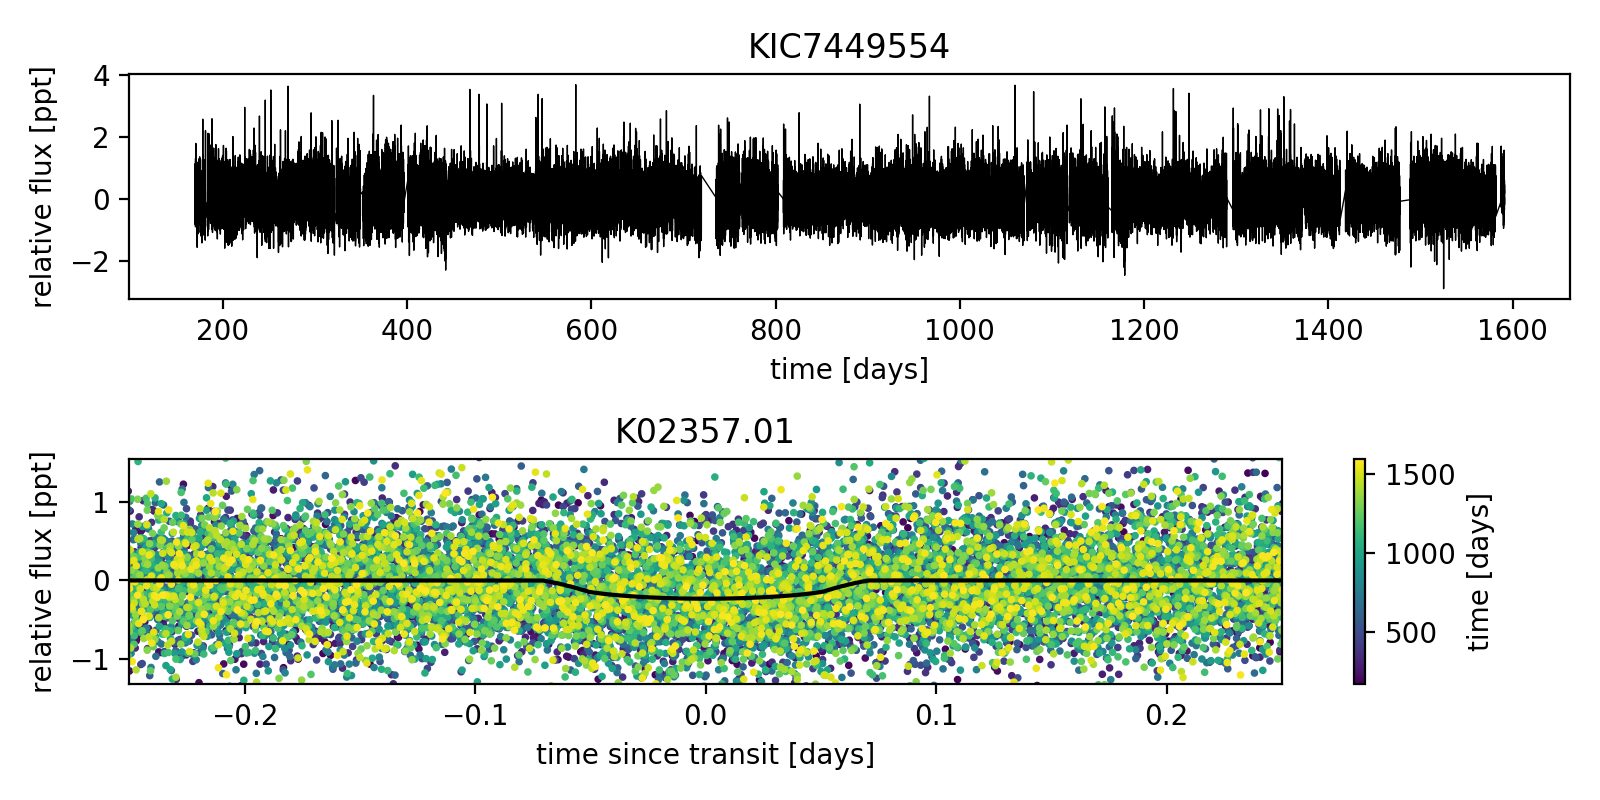 KIC7449554
relative flux [ppt]
4
2
0
−2
200 400 600 800 1000 1200 1400 1600
time [days]
K02357.01
relative flux [ppt]
1
0
−1
−0.2 −0.1 0.0 0.1 0.2
time since transit [days]
1500
1000
500
time [days]